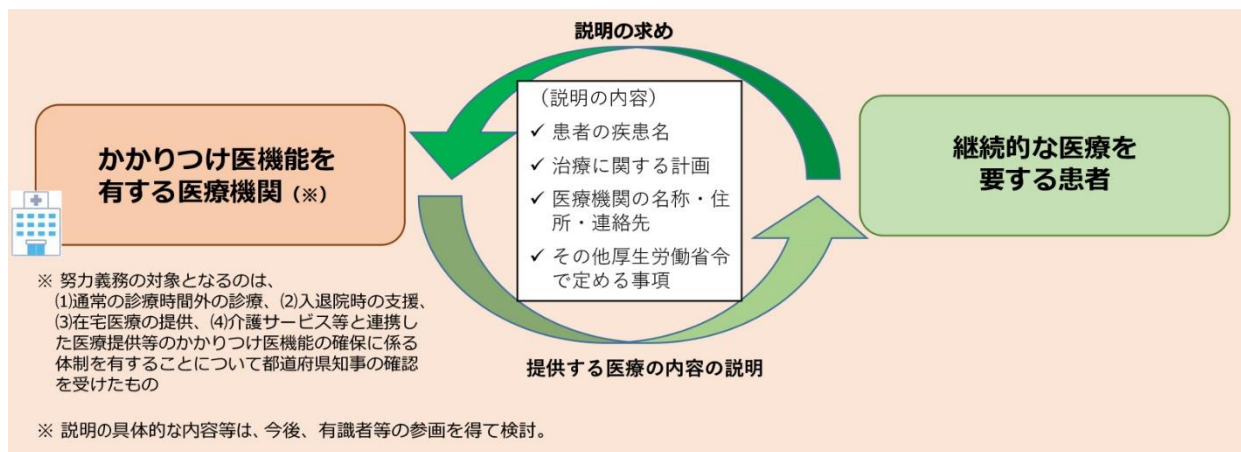 説明の求め
かかりつけ医機能を
有する医療機関（※）
（説明の内容）
✓ 患者の疾患名
✓ 治療に関する計画
✓ 医療機関の名称・住
所・連絡先
✓ その他厚生労働省令
で定める事項
継続的な医療を
要する患者
※ 努力義務の対象となるのは、
(1)通常の診療時間外の診療、(2)入退院時の支援、
(3)在宅医療の提供、(4)介護サービス等と連携し
た医療提供等のかかりつけ医機能の確保に係る
体制を有することについて都道府県知事の確認
を受けたもの
提供する医療の内容の説明
※ 説明の具体的な内容等は、今後、有識者等の参画を得て検討。